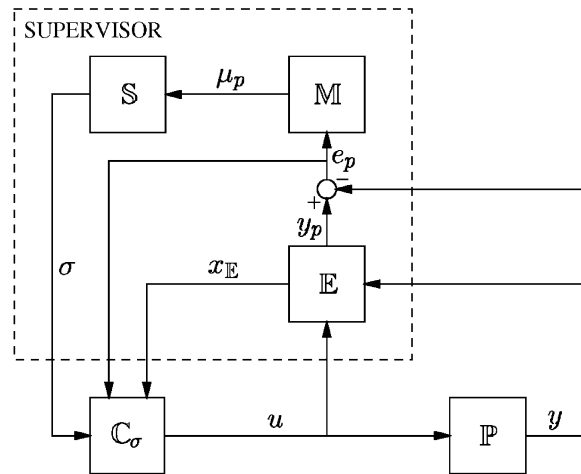 SUPERVISOR
𝕊
μ_p
𝕄
e_p
−
+
y_p
σ
x_𝔼
𝔼
ℂ_σ
u
ℙ
y